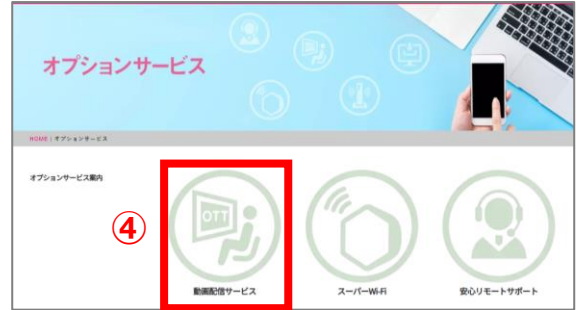 オプションサービス
HOME | オプションサービス
オプションサービス案内
④
OTT
動画配信サービス
スーパーWi-Fi
安心リモートサポート